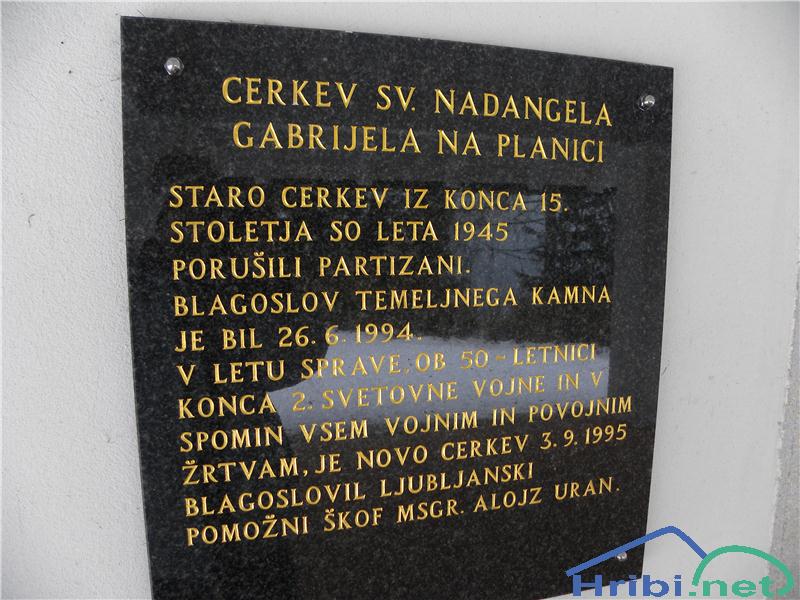 CERKEV SV. NADANGELA
GABRIJELA NA PLANICI
STARO CERKEV IZ KONCA 15.
STOLETJA SO LETA 1945
PORUŠILI PARTIZANI.
BLAGOSLOV TEMELJNEGA KAMNA
JE BIL 26. 6. 1994.
V LETU SPRAVE, OB 50 - LETNICI
KONCA 2. SVETOVNE VOJNE IN V
SPOMIN VSEM VOJNIM IN POVOJNIM
ŽRTVAM, JE NOVO CERKEV 3. 9. 1995
BLAGOSLOVIL LJUBLJANSKI
POMOŽNI ŠKOF MSGR. ALOJZ URAN.
Hribi.net